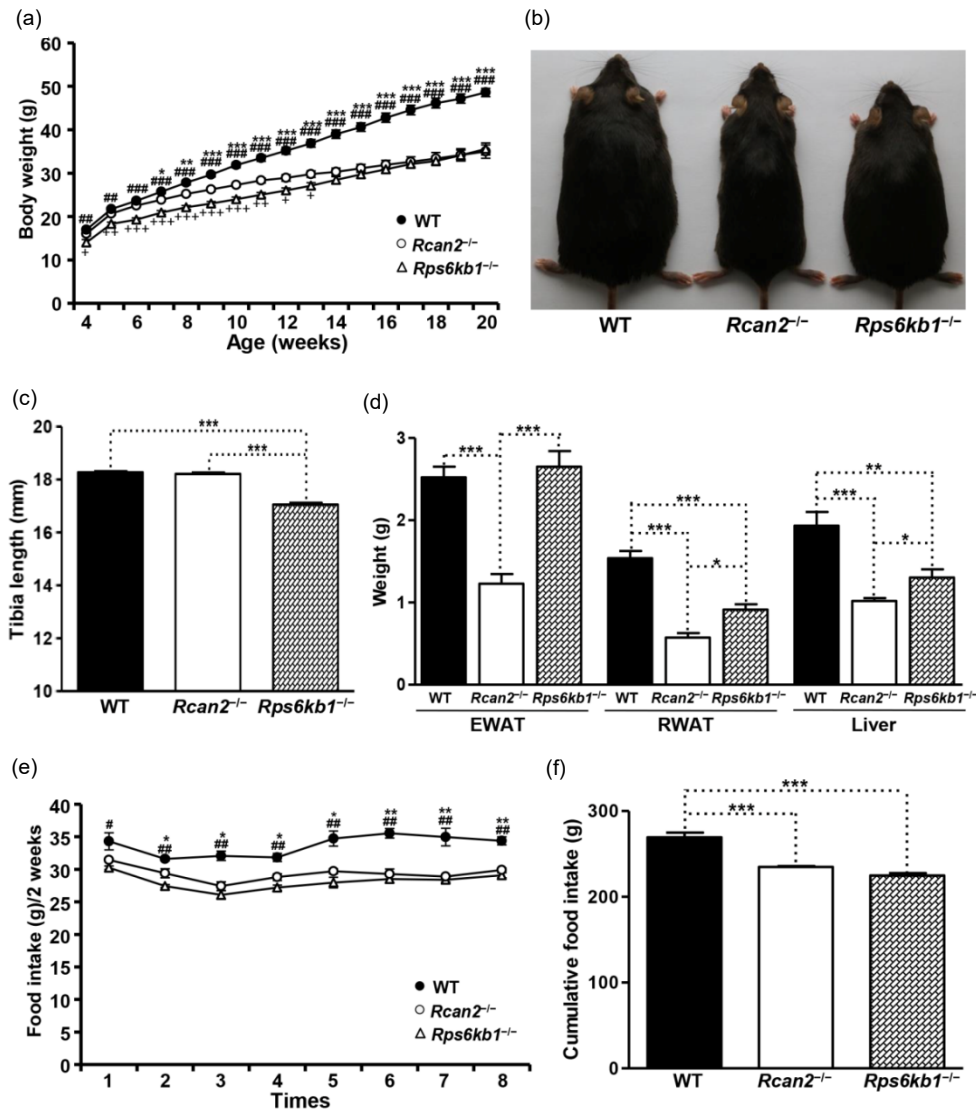 (a)
Body weight (g)
60
50
40
30
20
10
0
4 6 8 10 12 14 16 18 20
Age (weeks)
WT
Rcan2−/−
Rps6kb1−/−
(b)
WT Rcan2−/− Rps6kb1−/−
(c)
Tibia length (mm)
20
18
16
14
12
10
***
***
WT Rcan2−/− Rps6kb1−/−
(d)
Weight (g)
3
2
1
0
*** ***
***
*** *
**
*** *
WT Rcan2−/− Rps6kb1−/− WT Rcan2−/− Rps6kb1−/− WT Rcan2−/− Rps6kb1−/−
EWAT RWAT Liver
(e)
Food intake (g)/2 weeks
40
35
30
25
20
15
10
5
0
# * * * * ** ** **
## ## ## ## ## ##
1 2 3 4 5 6 7 8
Times
WT
Rcan2−/−
Rps6kb1−/−
(f)
Cumulative food intake (g)
300
200
100
0
***
***
WT Rcan2−/− Rps6kb1−/−